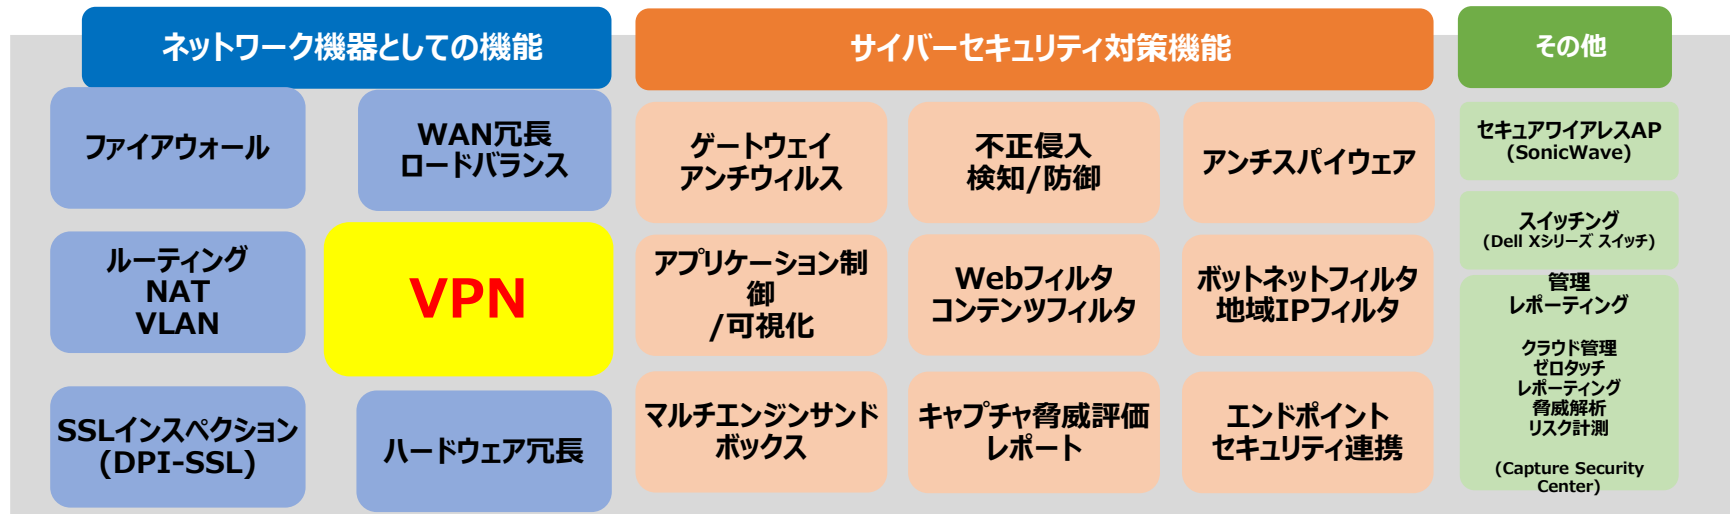 ネットワーク機器としての機能
サイバーセキュリティ対策機能
その他
ファイアウォール
WAN冗長
ロードバランス
ルーティング
NAT
VLAN
VPN
SSLインスペクション
(DPI-SSL)
ハードウェア冗長
ゲートウェイ
アンチウィルス
不正侵入
検知/防御
アンチスパイウェア
アプリケーション制
御
/可視化
Webフィルタ
コンテンツフィルタ
ボットネットフィルタ
地域IPフィルタ
マルチエンジンサンド
ボックス
キャプチャ脅威評価
レポート
エンドポイント
セキュリティ連携
セキュアワイアレスAP
(SonicWave)
スイッチング
(Dell Xシリーズ スイッチ)
管理
レポーティング
クラウド管理
ゼロタッチ
レポーティング
脅威解析
リスク計測
(Capture Security
Center)